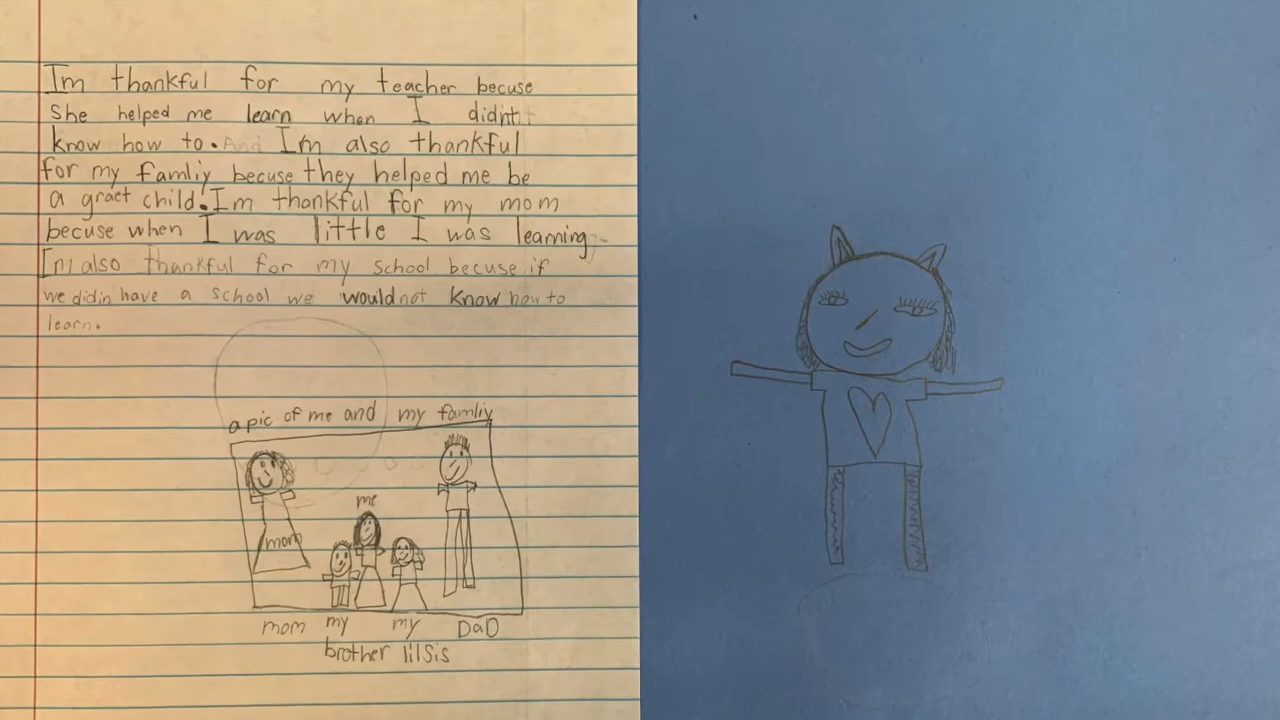 Im thankful for my teacher becuse
She helped me learn when I didnt
know how to. And Im also thankful
for my famliy becuse they helped me be
a graet child. Im thankful for my mom
becuse when I was little I was learning.
Im also thankful for my school becuse if
we didin have a school we wouldnot know how to
learn.
a pic of me and my famliy
me
mom
mom my my DaD
brother lilSis